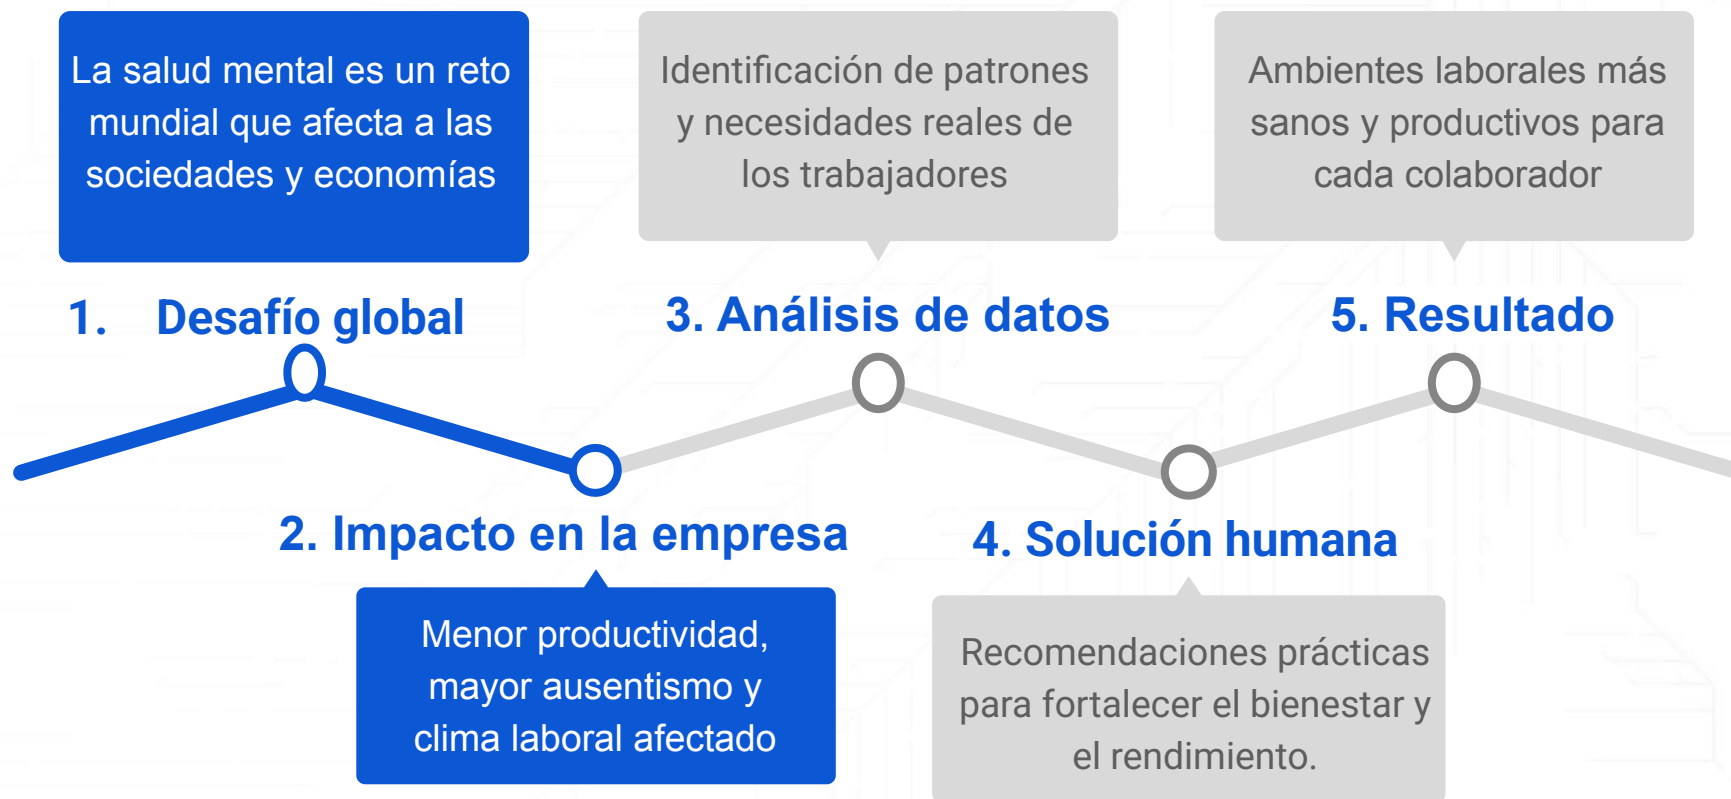 La salud mental es un reto
mundial que afecta a las
sociedades y economías
1. Desafío global
2. Impacto en la empresa
Menor productividad,
mayor ausentismo y
clima laboral afectado
Identificación de patrones
y necesidades reales de
los trabajadores
3. Análisis de datos
4. Solución humana
Recomendaciones prácticas
para fortalecer el bienestar y
el rendimiento.
Ambientes laborales más
sanos y productivos para
cada colaborador
5. Resultado